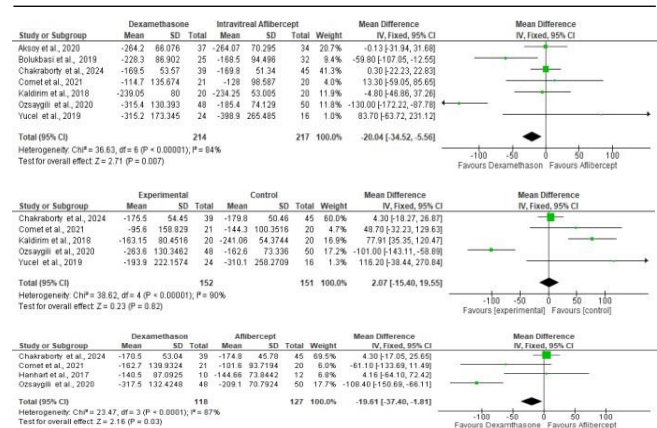 Dexamethasone Intravitreal Aflibercept Mean Difference Mean Difference
Study or Subgroup Mean SD Total Mean SD Total Weight IV, Fixed, 95% CI IV, Fixed, 95% CI
Aksoy et al., 2020 -264.2 66.076 37 -264.07 70.295 34 20.7% -0.13 [-31.94, 31.68]
Bolukbasi et al., 2019 -228.3 86.902 25 -168.5 94.496 32 9.4% -59.80 [-107.05, -12.55]
Chakraborty et al., 2024 -169.5 53.57 39 -169.8 51.34 45 41.3% 0.30 [-22.23, 22.83]
Comet et al., 2021 -114.7 135.674 21 -128 98.587 20 4.0% 13.30 [-59.05, 85.65]
Kaldirim et al., 2018 -239.05 80 20 -234.25 53.8 20 11.9% -4.80 [-46.86, 37.26]
Ozsaygili et al., 2020 -315.4 130.393 48 -185.4 74.129 50 11.8% -130.00 [-172.22, -87.78]
Yucel et al., 2019 -315.2 173.345 24 -398.9 265.485 16 1.0% 83.70 [-63.72, 231.12]
Total (95% CI) 214 217 100.0% -20.04 [-34.52, -5.56]
Heterogeneity: Chi² = 36.63, df = 6 (P < 0.00001); I² = 84%
Test for overall effect: Z = 2.71 (P = 0.007)
-100 -50 0 50 100
Favours Dexamethasone Favours Aflibercept
Experimental Control Mean Difference Mean Difference
Study or Subgroup Mean SD Total Mean SD Total Weight IV, Fixed, 95% CI IV, Fixed, 95% CI
Chakraborty et al., 2024 -175.5 54.45 39 -179.8 50.46 45 60.0% 4.30 [-18.27, 26.87]
Comet et al., 2021 -95.6 158.829 21 -144.3 100.3516 20 4.7% 48.70 [-32.23, 129.63]
Kaldirim et al., 2018 -163.15 80.4516 20 -241.06 54.3744 20 16.9% 77.91 [35.35, 120.47]
Ozsaygili et al., 2020 -263.6 130.3462 48 -162.6 73.336 50 17.2% -101.00 [-143.11, -58.89]
Yucel et al., 2019 -193.9 222.1574 24 -310.1 258.2709 16 1.3% 116.20 [-38.44, 270.84]
Total (95% CI) 152 151 100.0% 2.07 [-15.40, 19.55]
Heterogeneity: Chi² = 38.62, df = 4 (P < 0.00001); I² = 90%
Test for overall effect: Z = 0.23 (P = 0.82)
-100 -50 0 50 100
Favours [experimental] Favours [control]
Dexamethason Aflibercept Mean Difference Mean Difference
Study or Subgroup Mean SD Total Mean SD Total Weight IV, Fixed, 95% CI IV, Fixed, 95% CI
Chakraborty et al., 2024 -170.5 53.04 39 -174.8 45.78 45 69.5% 4.30 [-17.05, 25.65]
Comet et al., 2021 -162.7 139.9324 21 -101.6 93.7194 20 6.0% -61.10 [-133.69, 11.49]
Hanhart et al., 2017 -140.5 87.0925 10 -144.66 73.8442 12 6.8% 4.16 [-64.10, 72.42]
Ozsaygili et al., 2020 -317.5 132.4248 48 -209.1 70.7924 50 17.7% -108.40 [-150.69, -66.11]
Total (95% CI) 118 127 100.0% -19.61 [-37.40, -1.81]
Heterogeneity: Chi² = 23.47, df = 3 (P < 0.0001); I² = 87%
Test for overall effect: Z = 2.16 (P = 0.03)
-100 -50 0 50 100
Favours Dexamthasone Favours Aflibercept